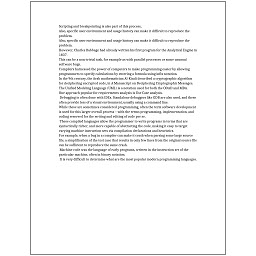 Scripting and breakpointing is also part of this process.
Also, specific user environment and usage history can make it difficult to reproduce the
problem.
Also, specific user environment and usage history can make it difficult to reproduce the
problem.
However, Charles Babbage had already written his first program for the Analytical Engine in
1837.
This can be a non-trivial task, for example as with parallel processes or some unusual
software bugs.
Compilers harnessed the power of computers to make programming easier by allowing
programmers to specify calculations by entering a formula using infix notation.
In the 9th century, the Arab mathematician Al-Kindi described a cryptographic algorithm
for deciphering encrypted code, in A Manuscript on Deciphering Cryptographic Messages.
The Unified Modeling Language (UML) is a notation used for both the OOAD and MDA.
One approach popular for requirements analysis is Use Case analysis.
Debugging is often done with IDEs. Standalone debuggers like GDB are also used, and these
often provide less of a visual environment, usually using a command line.
While these are sometimes considered programming, often the term software development
is used for this larger overall process – with the terms programming, implementation, and
coding reserved for the writing and editing of code per se.
These compiled languages allow the programmer to write programs in terms that are
syntactically richer, and more capable of abstracting the code, making it easy to target
varying machine instruction sets via compilation declarations and heuristics.
For example, when a bug in a compiler can make it crash when parsing some large source
file, a simplification of the test case that results in only few lines from the original source file
can be sufficient to reproduce the same crash.
Machine code was the language of early programs, written in the instruction set of the
particular machine, often in binary notation.
It is very difficult to determine what are the most popular modern programming languages.